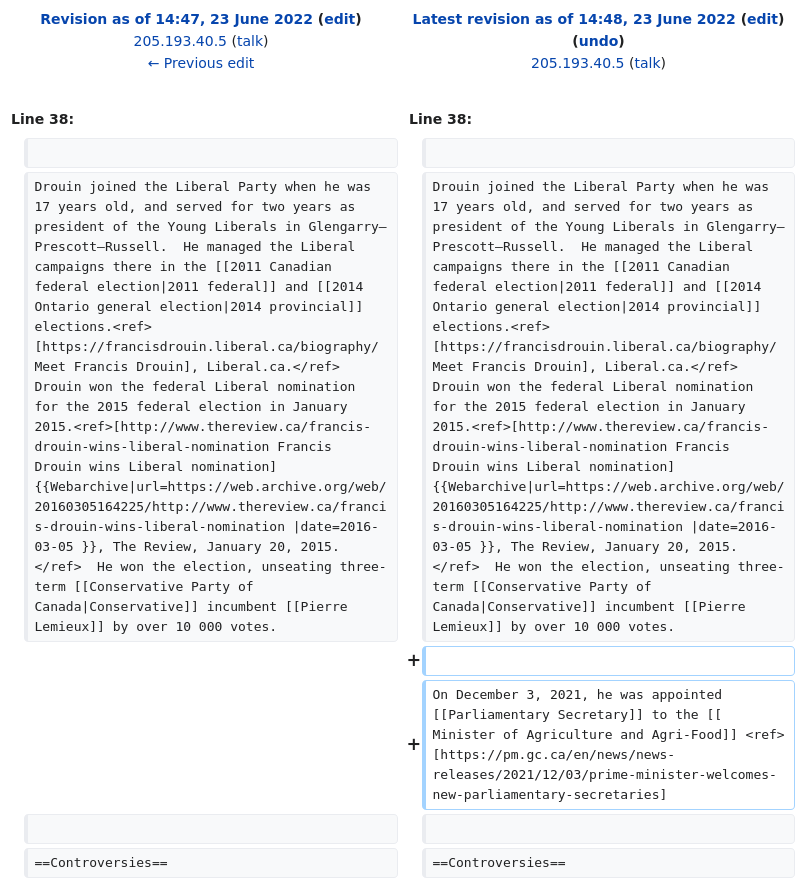 Revision as of 14:47, 23 June 2022 (edit)
205.193.40.5 (talk)
← Previous edit
Latest revision as of 14:48, 23 June 2022 (edit)
(undo)
205.193.40.5 (talk)
Line 38:
Line 38:
Drouin joined the Liberal Party when he was
17 years old, and served for two years as
president of the Young Liberals in Glengarry—
Prescott—Russell.  He managed the Liberal
campaigns there in the [[2011 Canadian
federal election|2011 federal]] and [[2014
Ontario general election|2014 provincial]]
elections.<ref>
[https://francisdrouin.liberal.ca/biography/
Meet Francis Drouin], Liberal.ca.</ref>
Drouin won the federal Liberal nomination
for the 2015 federal election in January
2015.<ref>[http://www.thereview.ca/francis-
drouin-wins-liberal-nomination Francis
Drouin wins Liberal nomination]
{{Webarchive|url=https://web.archive.org/web/
20160305164225/http://www.thereview.ca/franci
s-drouin-wins-liberal-nomination |date=2016-
03-05 }}, The Review, January 20, 2015.
</ref>  He won the election, unseating three-
term [[Conservative Party of
Canada|Conservative]] incumbent [[Pierre
Lemieux]] by over 10 000 votes.
Drouin joined the Liberal Party when he was
17 years old, and served for two years as
president of the Young Liberals in Glengarry—
Prescott—Russell.  He managed the Liberal
campaigns there in the [[2011 Canadian
federal election|2011 federal]] and [[2014
Ontario general election|2014 provincial]]
elections.<ref>
[https://francisdrouin.liberal.ca/biography/
Meet Francis Drouin], Liberal.ca.</ref>
Drouin won the federal Liberal nomination
for the 2015 federal election in January
2015.<ref>[http://www.thereview.ca/francis-
drouin-wins-liberal-nomination Francis
Drouin wins Liberal nomination]
{{Webarchive|url=https://web.archive.org/web/
20160305164225/http://www.thereview.ca/franci
s-drouin-wins-liberal-nomination |date=2016-
03-05 }}, The Review, January 20, 2015.
</ref>  He won the election, unseating three-
term [[Conservative Party of
Canada|Conservative]] incumbent [[Pierre
Lemieux]] by over 10 000 votes.
+
+
On December 3, 2021, he was appointed
[[Parliamentary Secretary]] to the [[
Minister of Agriculture and Agri-Food]] <ref>
[https://pm.gc.ca/en/news/news-
releases/2021/12/03/prime-minister-welcomes-
new-parliamentary-secretaries]
==Controversies==
==Controversies==